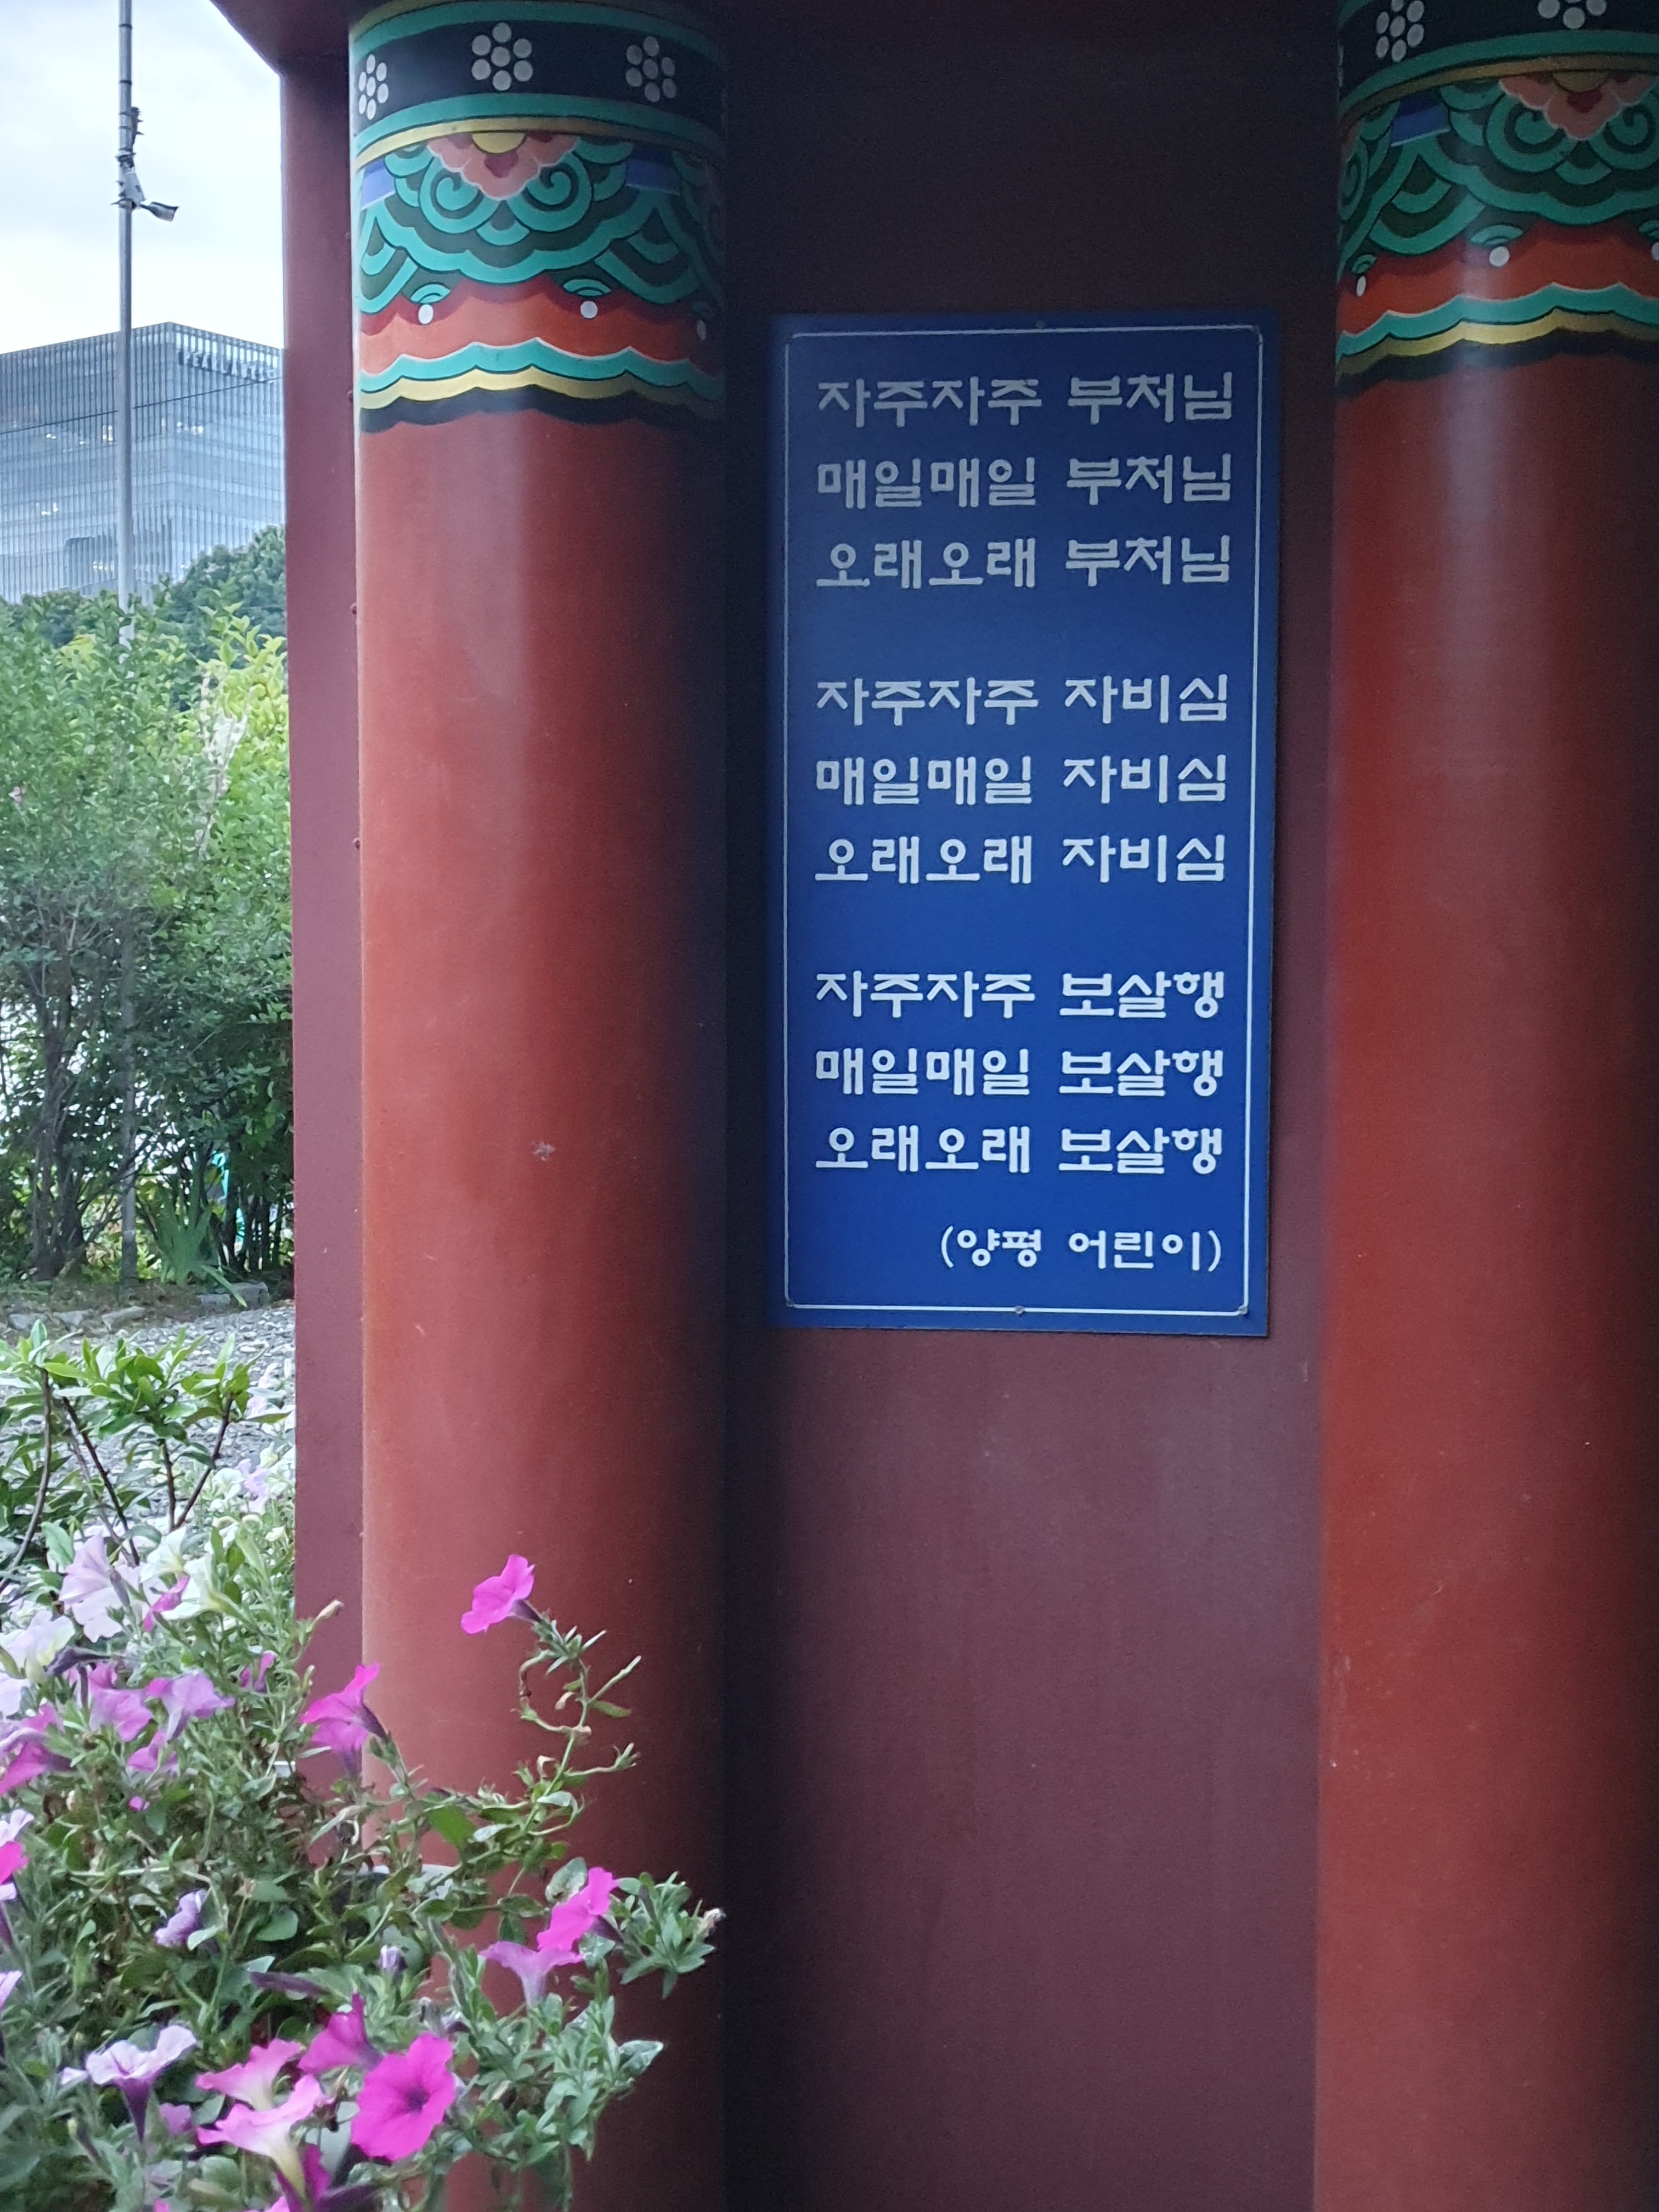 자주자주 부처님
매일매일 부처님
오래오래 부처님
자주자주 자비심
매일매일 자비심
오래오래 자비심
자주자주 보살행
매일매일 보살행
오래오래 보살행
(양평 어린이)